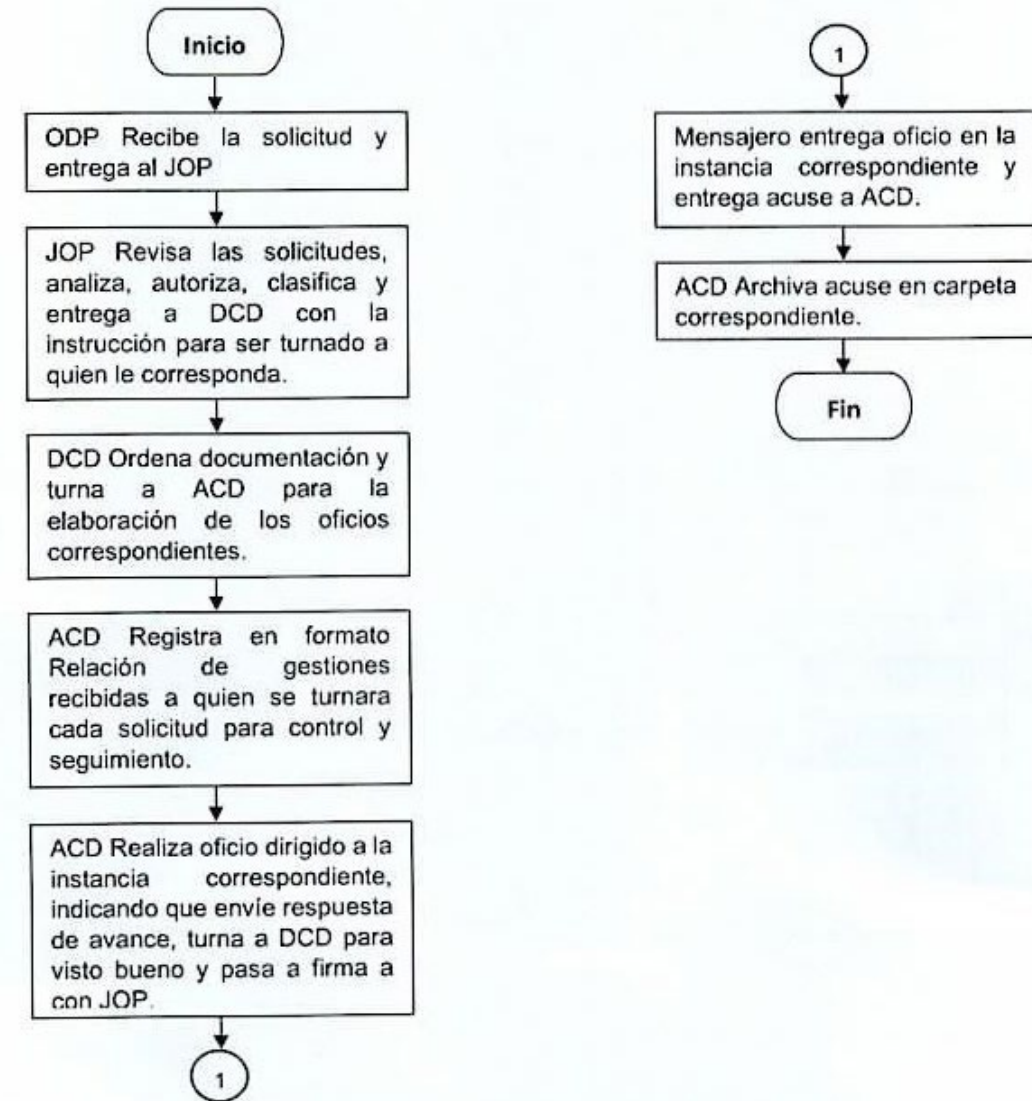 Inicio
ODP Recibe la solicitud y
entrega al JOP
JOP Revisa las solicitudes,
analiza, autoriza, clasifica y
entrega a DCD con la
instrucción para ser turnado a
quien le corresponda.
DCD Ordena documentación y
turna a ACD para la
elaboración de los oficios
correspondientes.
ACD Registra en formato
Relación de gestiones
recibidas a quien se turnara
cada solicitud para control y
seguimiento.
ACD Realiza oficio dirigido a la
instancia correspondiente,
indicando que envíe respuesta
de avance, turna a DCD para
visto bueno y pasa a firma a
con JOP.
1
1
Mensajero entrega oficio en la
instancia correspondiente y
entrega acuse a ACD.
ACD Archiva acuse en carpeta
correspondiente.
Fin